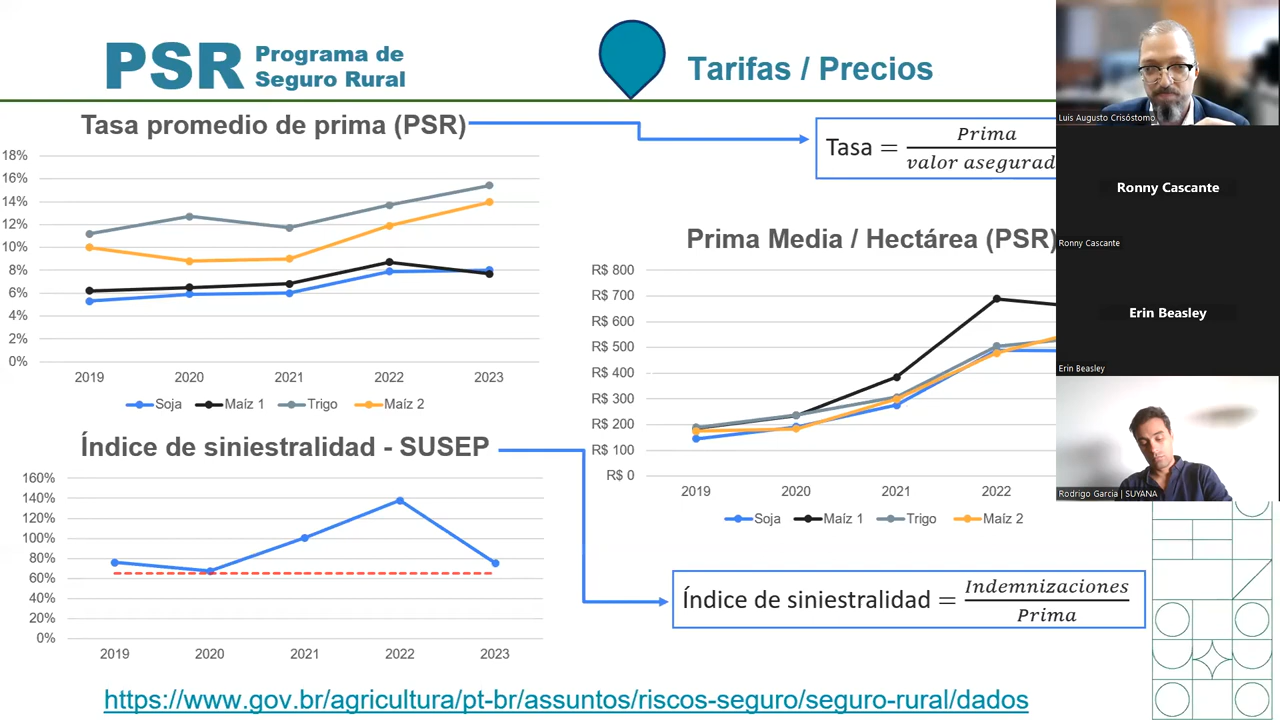 PSR Programa de
Seguro Rural
Tarifas / Precios
Tasa promedio de prima (PSR)
18%
16%
14%
12%
10%
8%
6%
4%
2%
0%
2019 2020 2021 2022 2023
Soja Maíz 1 Trigo Maíz 2
Tasa = Prima
valor asegurad
Prima Media / Hectárea (PSR)
R$ 800
R$ 700
R$ 600
R$ 500
R$ 400
R$ 300
R$ 200
R$ 100
R$ 0
2019 2020 2021 2022
Soja Maíz 1 Trigo Maíz 2
Índice de siniestralidad - SUSEP
160%
140%
120%
100%
80%
60%
40%
20%
0%
2019 2020 2021 2022 2023
Índice de siniestralidad = Indemnizaciones
Prima
https://www.gov.br/agricultura/pt-br/assuntos/riscos-seguro/seguro-rural/dados
Luis Augusto Crisóstomo
Ronny Cascante
Ronny Cascante
Erin Beasley
Erin Beasley
Rodrigo Garcia | SUYANA